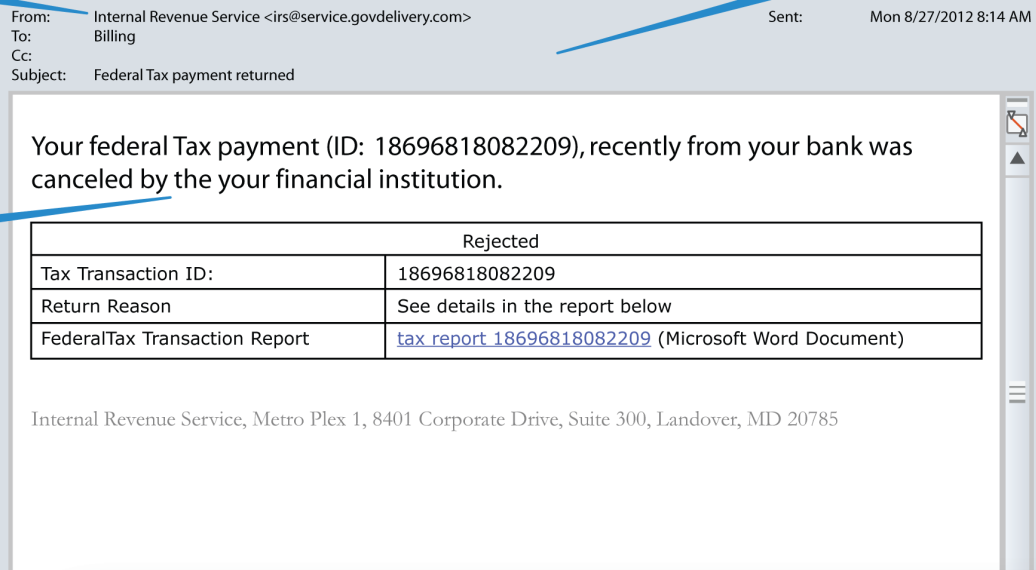 From: Internal Revenue Service <irs@service.govdelivery.com> Sent: Mon 8/27/2012 8:14 AM
To: Billing
Cc:
Subject: Federal Tax payment returned
Your federal Tax payment (ID: 18696818082209), recently from your bank was
canceled by the your financial institution.
Rejected
Tax Transaction ID: 18696818082209
Return Reason See details in the report below
FederalTax Transaction Report tax report 18696818082209 (Microsoft Word Document)
Internal Revenue Service, Metro Plex 1, 8401 Corporate Drive, Suite 300, Landover, MD 20785